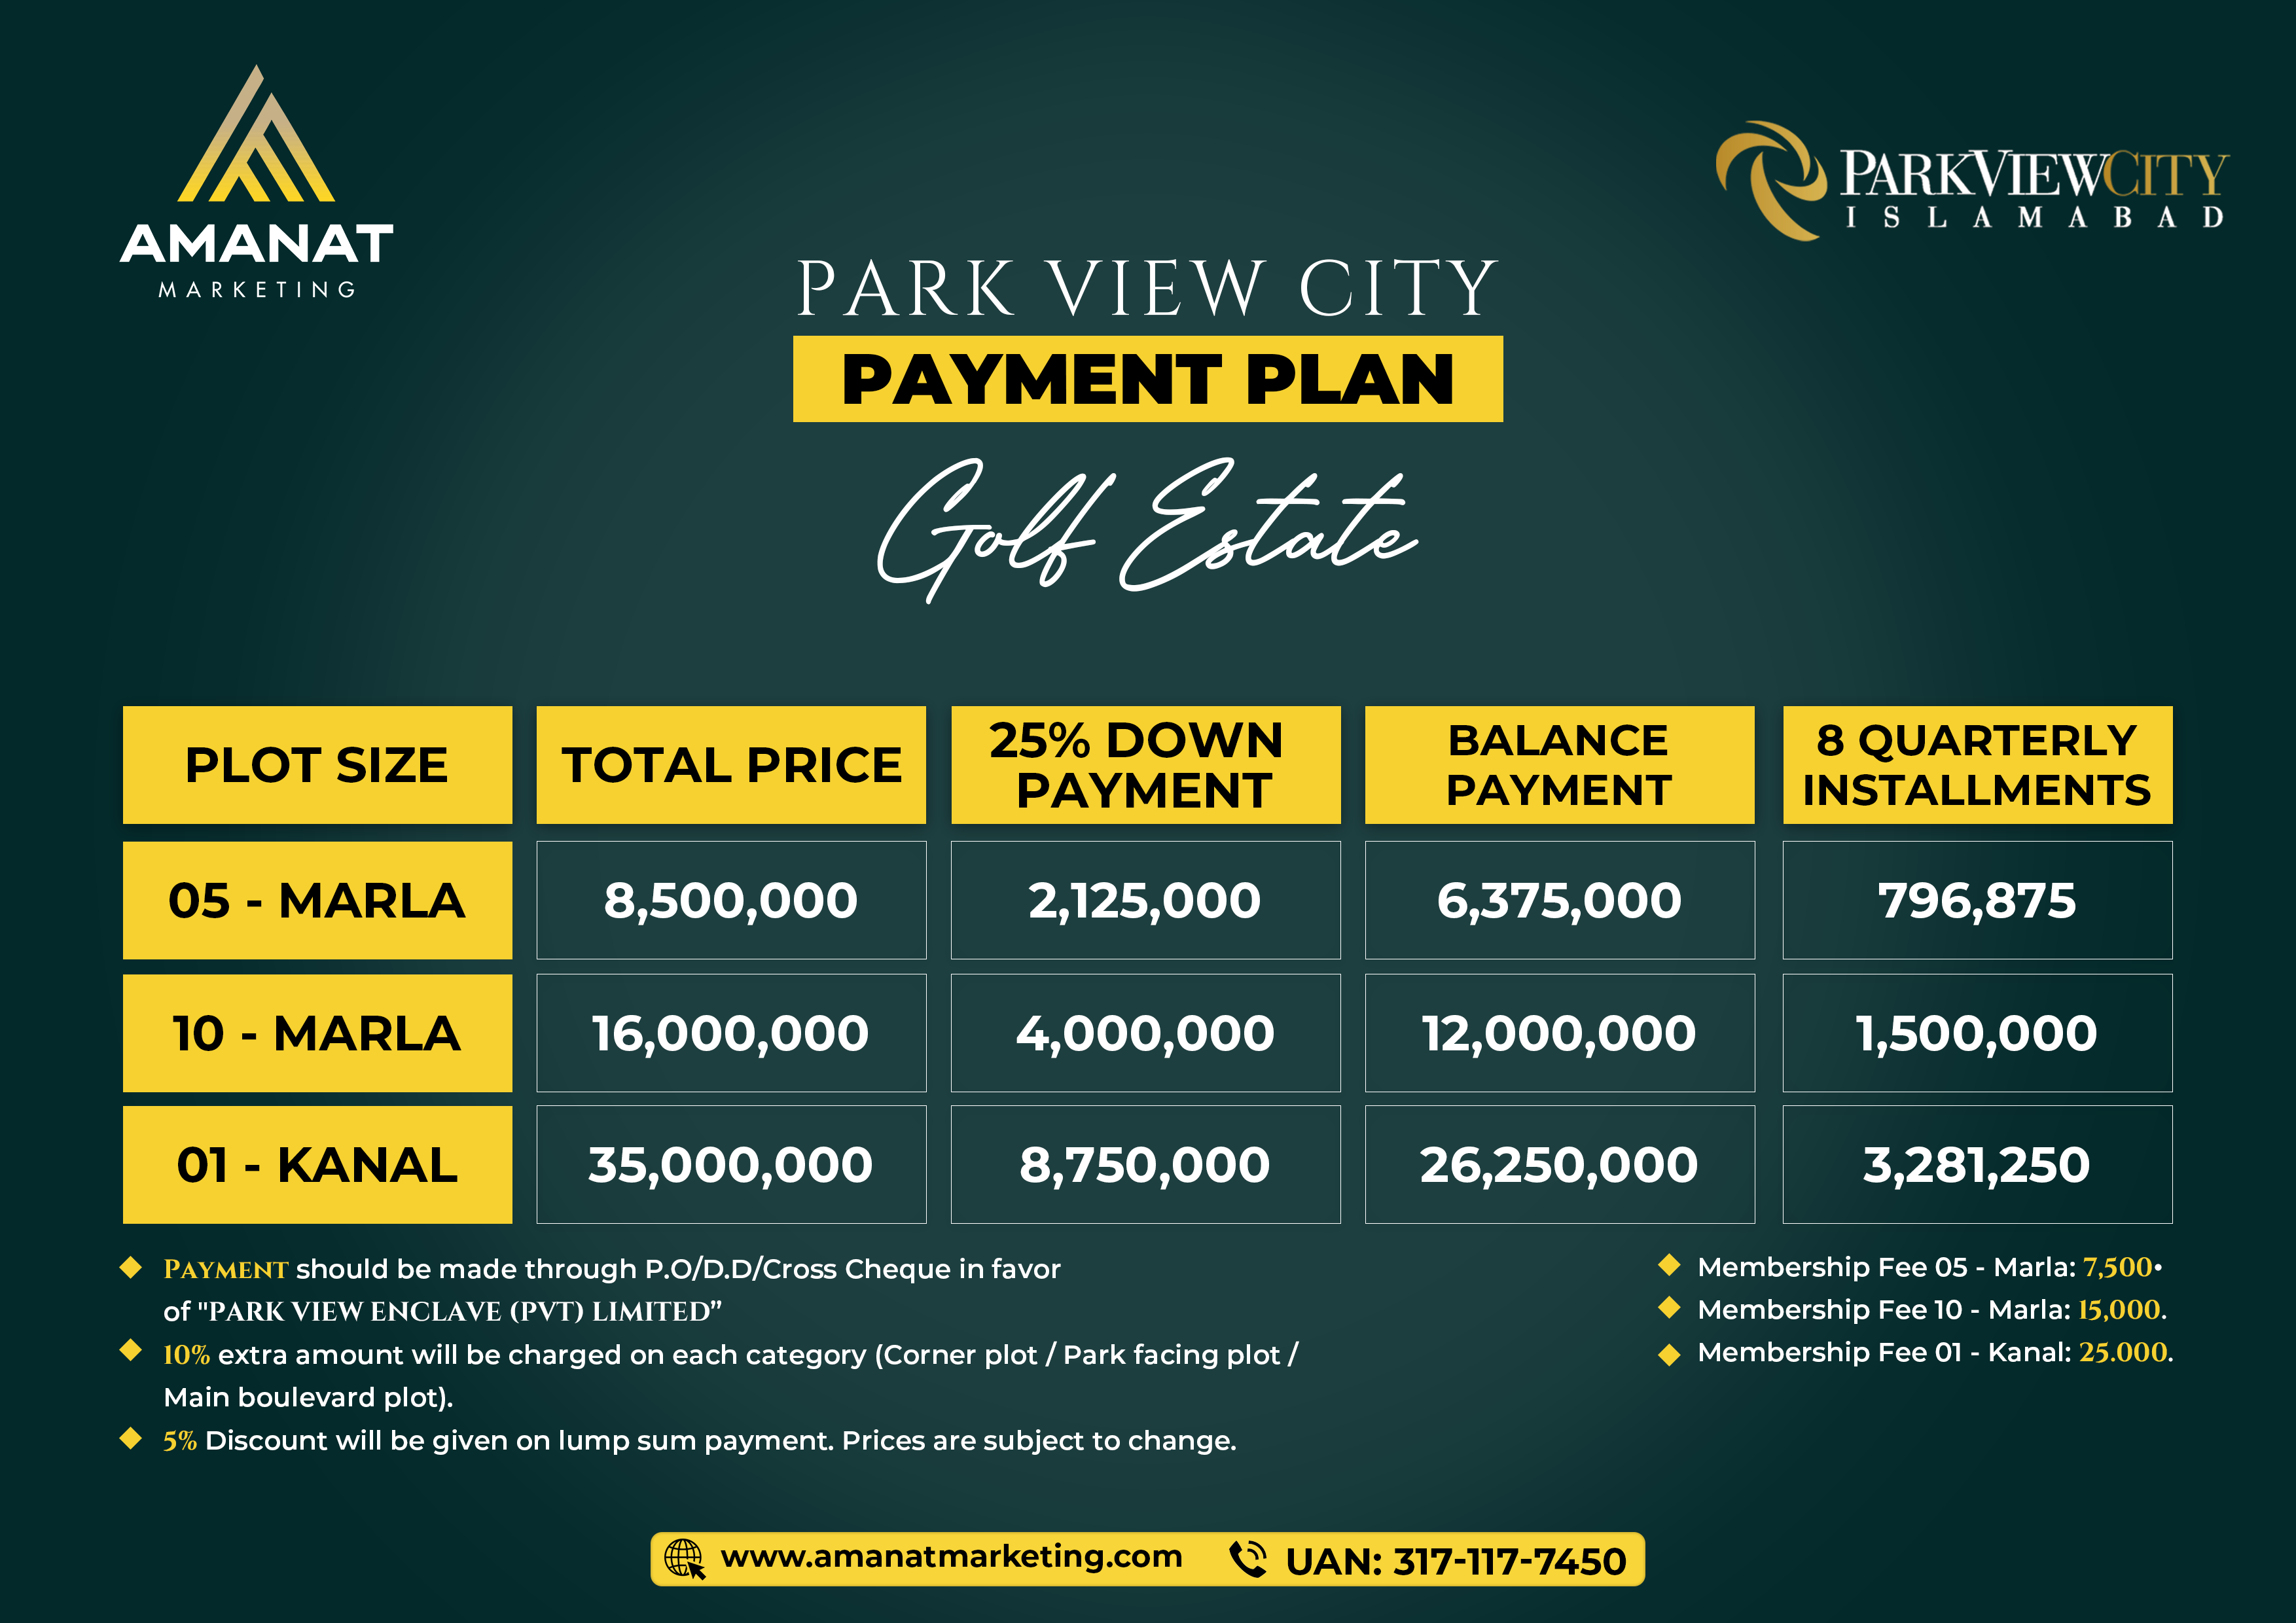 AMANAT
MARKETING
PARKVIEWCITY
ISLAMABAD
PARK VIEW CITY
PAYMENT PLAN
Golf Estate
PLOT SIZE
TOTAL PRICE
25% DOWN
PAYMENT
BALANCE
PAYMENT
8 QUARTERLY
INSTALLMENTS
05 - MARLA
8,500,000
2,125,000
6,375,000
796,875
10 - MARLA
16,000,000
4,000,000
12,000,000
1,500,000
01 - KANAL
35,000,000
8,750,000
26,250,000
3,281,250
PAYMENT should be made through P.O/D.D/Cross Cheque in favor
of "PARK VIEW ENCLAVE (PVT) LIMITED”
10% extra amount will be charged on each category (Corner plot / Park facing plot /
Main boulevard plot).
5% Discount will be given on lump sum payment. Prices are subject to change.
Membership Fee 05 - Marla: 7,500•
Membership Fee 10 - Marla: 15,000.
Membership Fee 01 - Kanal: 25.000.
www.amanatmarketing.com
UAN: 317-117-7450